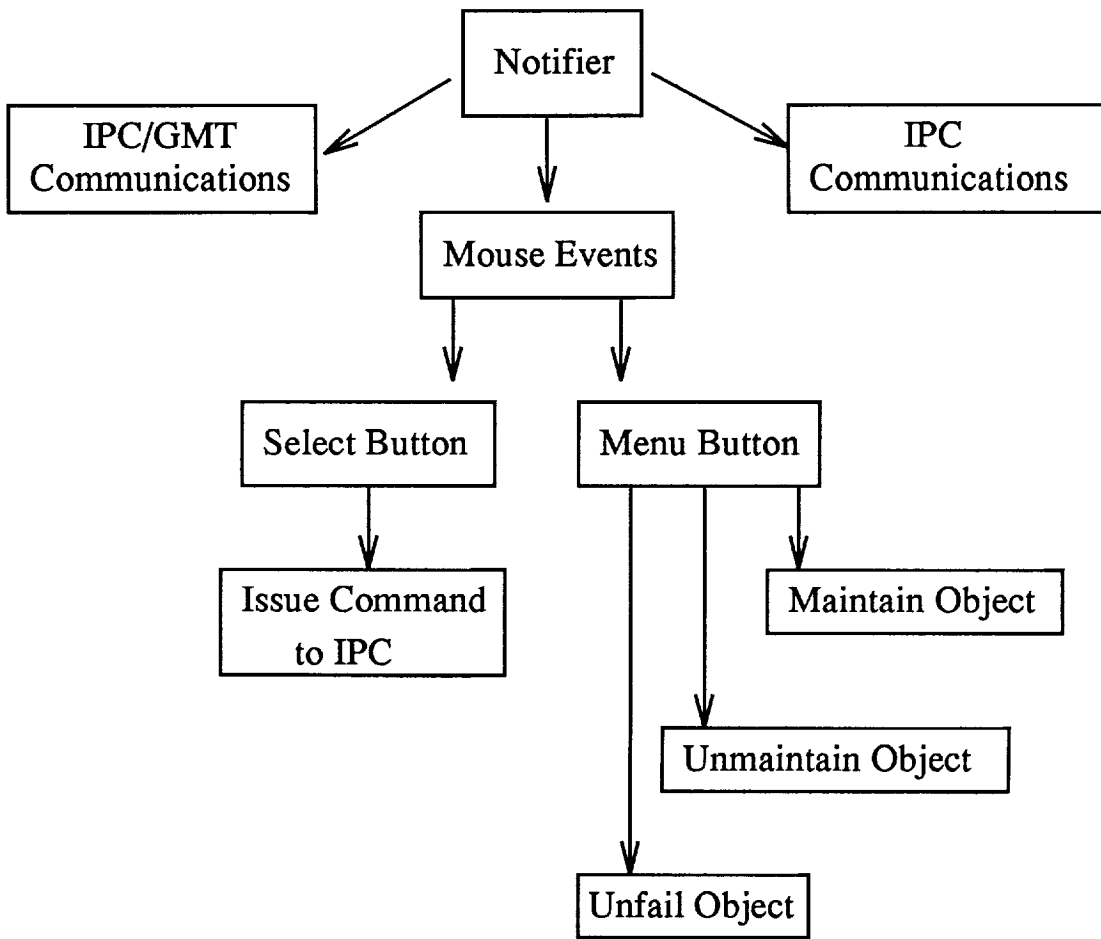 Notifier
IPC/GMT
Communications
IPC
Communications
Mouse Events
Select Button
Menu Button
Issue Command
to IPC
Maintain Object
Unmaintain Object
Unfail Object